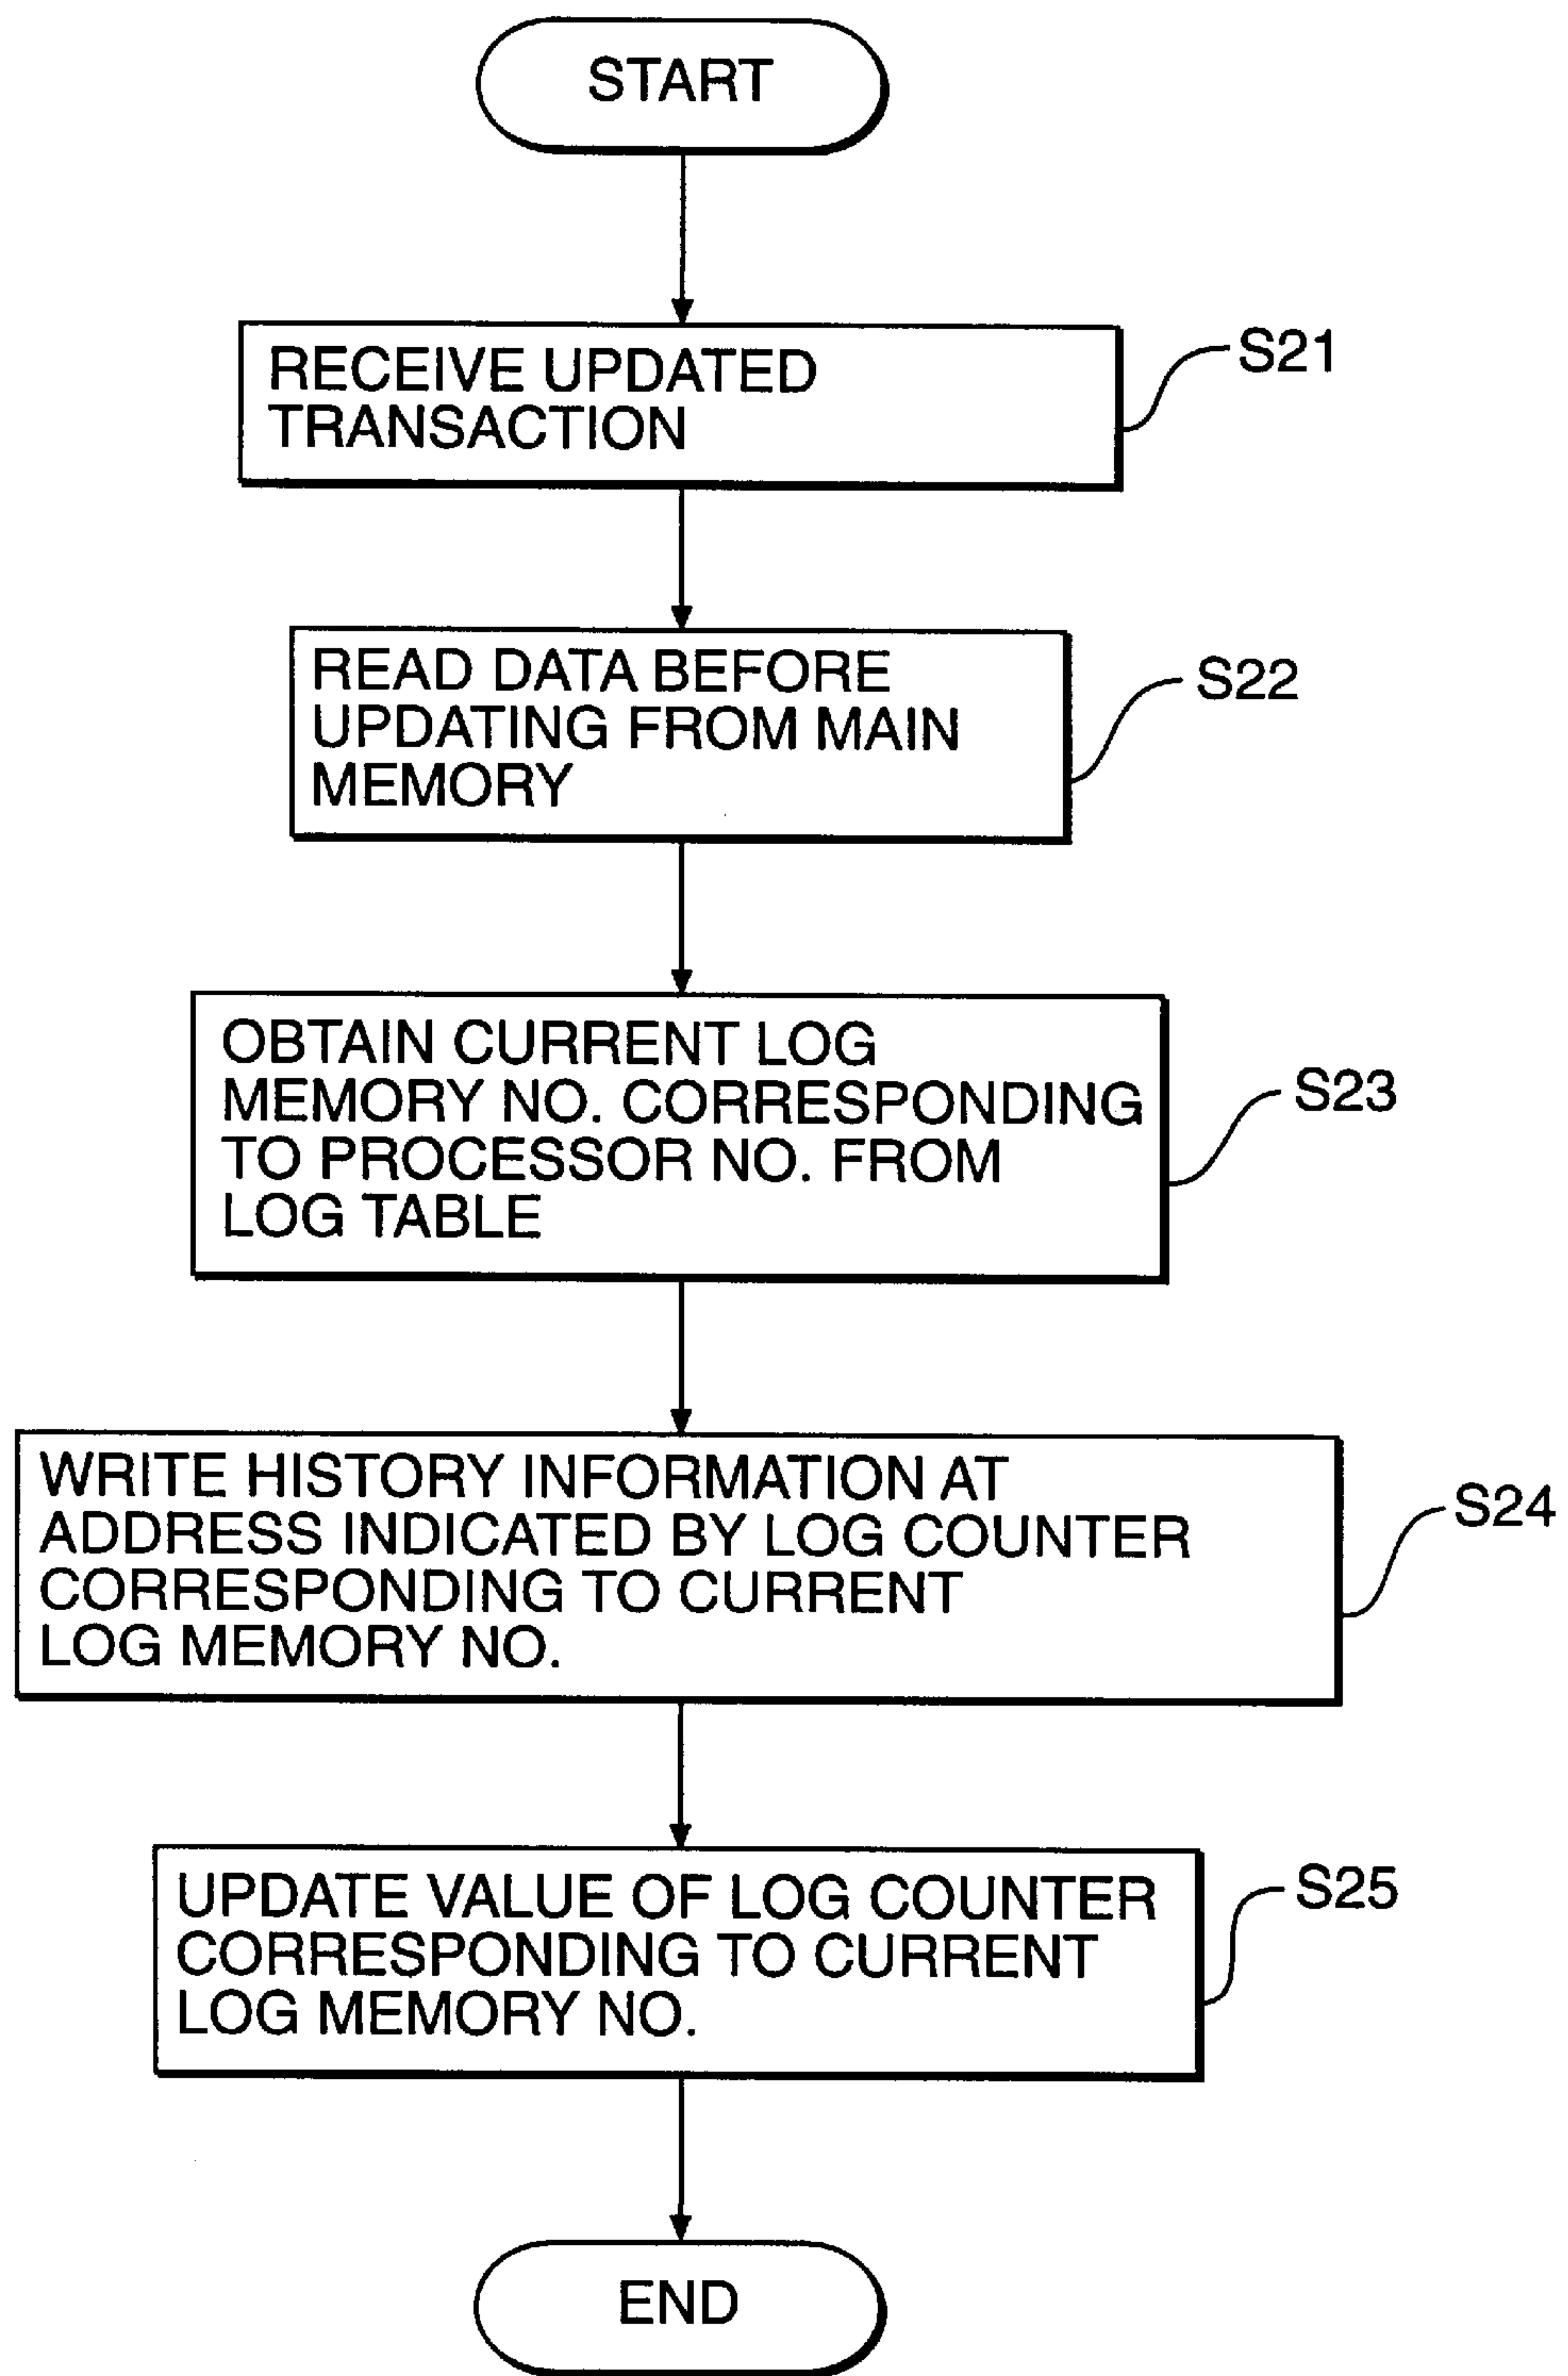 START
RECEIVE UPDATED
TRANSACTION
S21
READ DATA BEFORE
UPDATING FROM MAIN
MEMORY
S22
OBTAIN CURRENT LOG
MEMORY NO. CORRESPONDING
TO PROCESSOR NO. FROM
LOG TABLE
S23
WRITE HISTORY INFORMATION AT
ADDRESS INDICATED BY LOG COUNTER
CORRESPONDING TO CURRENT
LOG MEMORY NO.
S24
UPDATE VALUE OF LOG COUNTER
CORRESPONDING TO CURRENT
LOG MEMORY NO.
S25
END